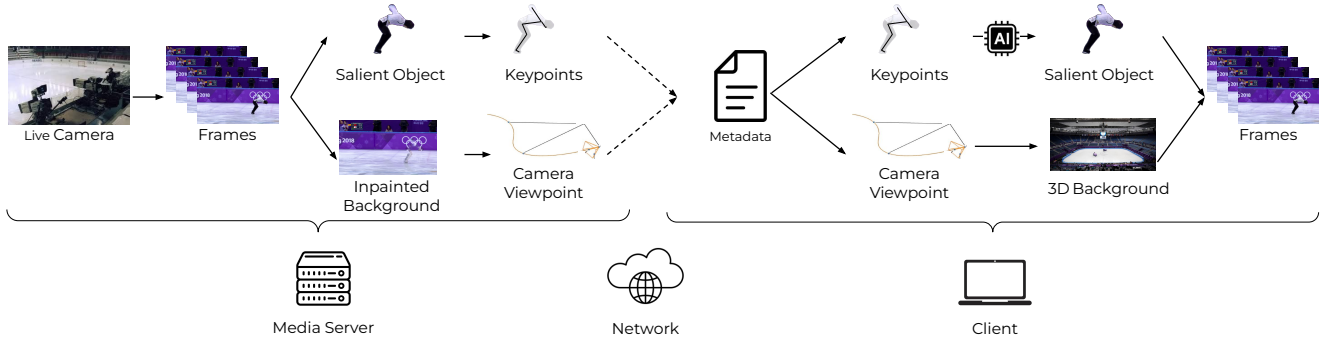 Live Camera
Frames
Salient Object
Keypoints
g 2018
Inpainted
Background
Camera
Viewpoint
Metadata
Keypoints
AI
Salient Object
Camera
Viewpoint
3D Background
Frames
Media Server
Network
Client